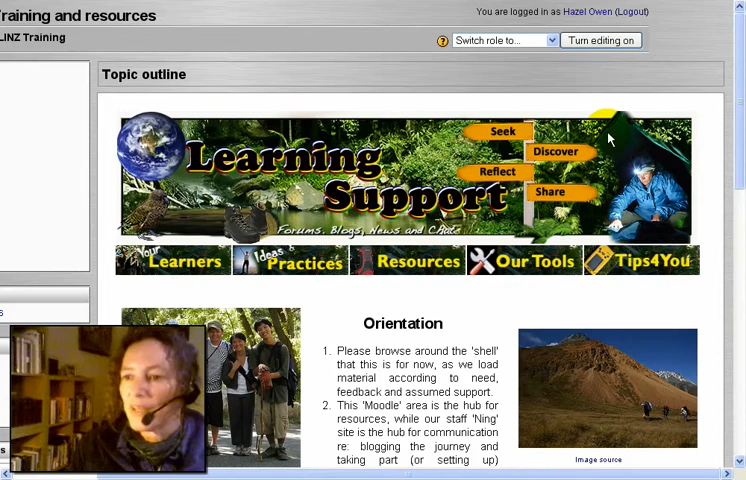 Training and resources
You are logged in as Hazel Owen (Logout)
LINZ Training
Switch role to...
Turn editing on
Topic outline
Learning
Support
Seek
Discover
Reflect
Share
Forums, Blogs, News and Chats
Your Learners
Ideas & Practices
Resources
Our Tools
Tips4You
Orientation
1. Please browse around the 'shell'
that this is for now, as we load
material according to need,
feedback and assumed support.
2. This 'Moodle' area is the hub for
resources, while our staff 'Ning'
site is the hub for communication
re: blogging the journey and
taking part (or setting up)
Image source